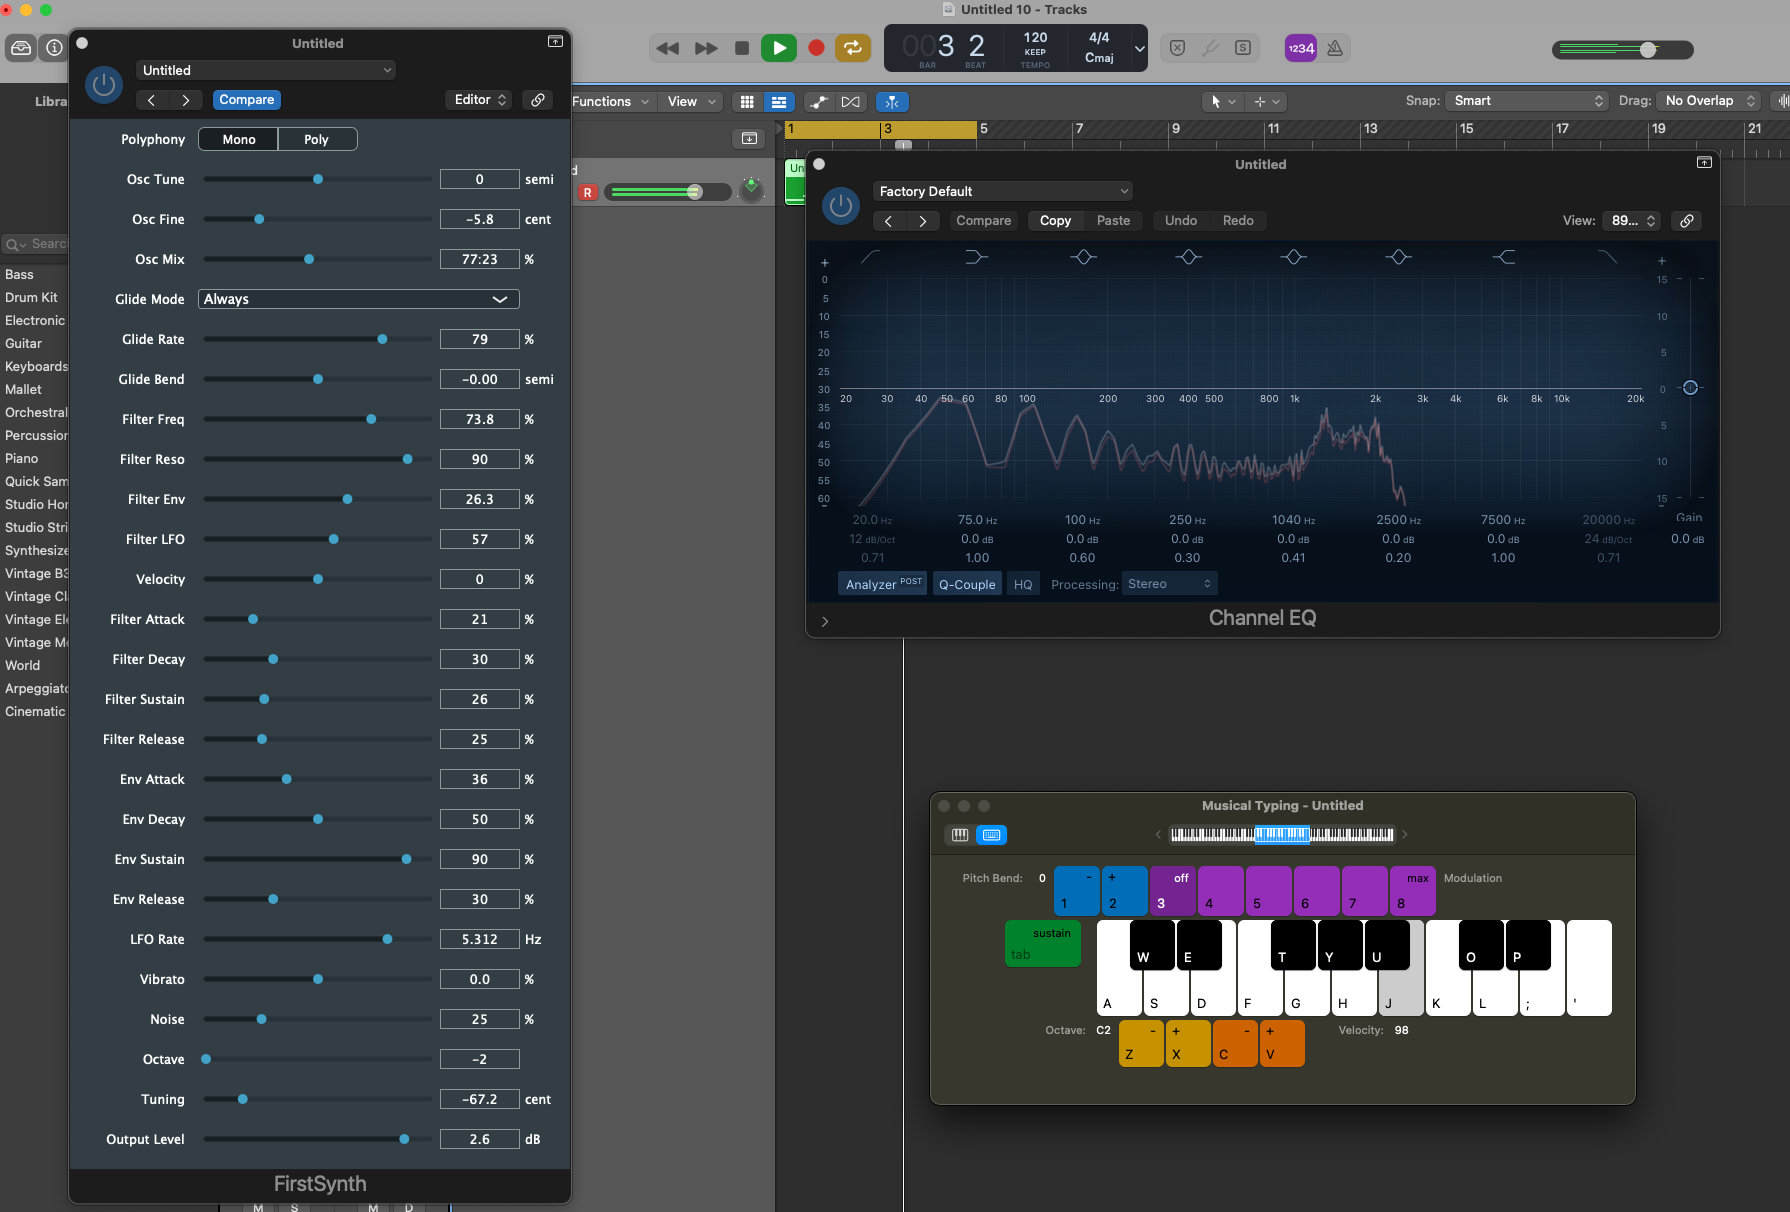 Untitled 10 - Tracks
Untitled
Untitled
Compare
Editor
003 2
BAR BEAT
120
KEEP
TEMPO
4/4
Cmaj
1234
S
Functions
View
Snap: Smart
Drag: No Overlap
1 3 5 7 9 11 13 15 17 19 21
Libra
Searc
Bass
Drum Kit
Electronic
Guitar
Keyboards
Mallet
Orchestral
Percussion
Piano
Quick Sam
Studio Hor
Studio Stri
Synthesize
Vintage B3
Vintage Cla
Vintage Ele
Vintage Me
World
Arpeggiato
Cinematic
Polyphony Mono Poly
Osc Tune 0 semi
Osc Fine -5.8 cent
Osc Mix 77:23 %
Glide Mode Always
Glide Rate 79 %
Glide Bend -0.00 semi
Filter Freq 73.8 %
Filter Reso 90 %
Filter Env 26.3 %
Filter LFO 57 %
Velocity 0 %
Filter Attack 21 %
Filter Decay 30 %
Filter Sustain 26 %
Filter Release 25 %
Env Attack 36 %
Env Decay 50 %
Env Sustain 90 %
Env Release 30 %
LFO Rate 5.312 Hz
Vibrato 0.0 %
Noise 25 %
Octave -2
Tuning -67.2 cent
Output Level 2.6 dB
FirstSynth
M S M D
d
R
Un
Untitled
Factory Default
Compare Copy Paste Undo Redo
View: 89...
+ 0 5 10 15 20 25 30 35 40 45 50 55 60 -
20 30 40 50 60 80 100 200 300 400 500 800 1k 2k 3k 4k 6k 8k 10k 20k
+ 15 10 5 0 5 10 15 -
20.0 Hz 75.0 Hz 100 Hz 250 Hz 1040 Hz 2500 Hz 7500 Hz 20000 Hz Gain
12 dB/Oct 0.0 dB 0.0 dB 0.0 dB 0.0 dB 0.0 dB 0.0 dB 24 dB/Oct 0.0 dB
0.71 1.00 0.60 0.30 0.41 0.20 1.00 0.71
Analyzer POST Q-Couple HQ Processing: Stereo
Channel EQ
Musical Typing - Untitled
Pitch Bend: 0 - + off max Modulation
1 2 3 4 5 6 7 8
sustain
tab
W E T Y U O P
A S D F G H J K L ; '
Octave: C2 - + - + Velocity: 98
Z X C V